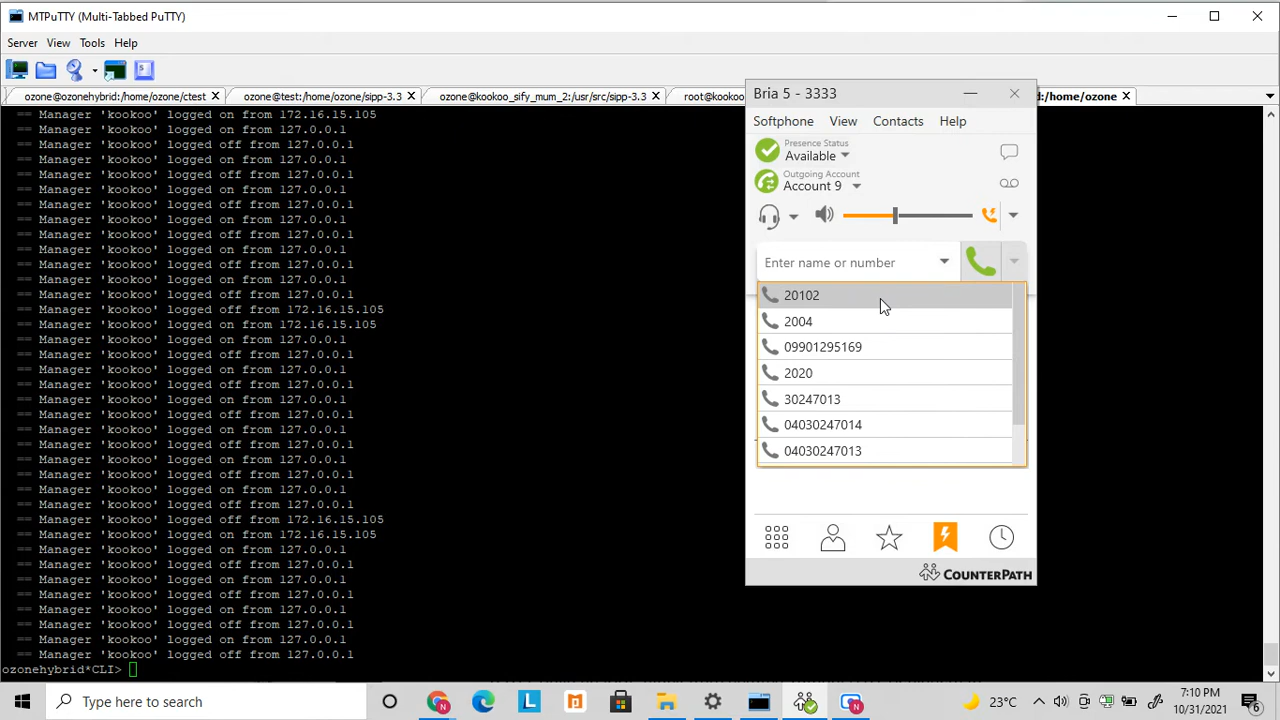 MTPuTTY (Multi-Tabbed PuTTY)
Server View Tools Help
ozone@ozonehybrid:/home/ozone/ctest
ozone@test:/home/ozone/sipp-3.3
ozone@kookoo_sify_mum_2:/usr/src/sipp-3.3
root@kookoo
d:/home/ozone
== Manager 'kookoo' logged on from 172.16.15.105
== Manager 'kookoo' logged on from 127.0.0.1
== Manager 'kookoo' logged off from 127.0.0.1
== Manager 'kookoo' logged on from 127.0.0.1
== Manager 'kookoo' logged off from 127.0.0.1
== Manager 'kookoo' logged on from 127.0.0.1
== Manager 'kookoo' logged off from 127.0.0.1
== Manager 'kookoo' logged on from 127.0.0.1
== Manager 'kookoo' logged off from 127.0.0.1
== Manager 'kookoo' logged on from 127.0.0.1
== Manager 'kookoo' logged off from 127.0.0.1
== Manager 'kookoo' logged on from 127.0.0.1
== Manager 'kookoo' logged off from 127.0.0.1
== Manager 'kookoo' logged off from 172.16.15.105
== Manager 'kookoo' logged on from 172.16.15.105
== Manager 'kookoo' logged on from 127.0.0.1
== Manager 'kookoo' logged off from 127.0.0.1
== Manager 'kookoo' logged on from 127.0.0.1
== Manager 'kookoo' logged off from 127.0.0.1
== Manager 'kookoo' logged on from 127.0.0.1
== Manager 'kookoo' logged off from 127.0.0.1
== Manager 'kookoo' logged on from 127.0.0.1
== Manager 'kookoo' logged off from 127.0.0.1
== Manager 'kookoo' logged on from 127.0.0.1
== Manager 'kookoo' logged off from 127.0.0.1
== Manager 'kookoo' logged on from 127.0.0.1
== Manager 'kookoo' logged off from 127.0.0.1
== Manager 'kookoo' logged off from 172.16.15.105
== Manager 'kookoo' logged on from 172.16.15.105
== Manager 'kookoo' logged on from 127.0.0.1
== Manager 'kookoo' logged off from 127.0.0.1
== Manager 'kookoo' logged on from 127.0.0.1
== Manager 'kookoo' logged off from 127.0.0.1
== Manager 'kookoo' logged on from 127.0.0.1
== Manager 'kookoo' logged off from 127.0.0.1
== Manager 'kookoo' logged on from 127.0.0.1
== Manager 'kookoo' logged off from 127.0.0.1
ozonehybrid*CLI>
Bria 5 - 3333
Softphone View Contacts Help
Presence Status
Available
Outgoing Account
Account 9
Enter name or number
20102
2004
09901295169
2020
30247013
04030247014
04030247013
COUNTERPATH
Type here to search
23°C
7:10 PM
10/31/2021
6